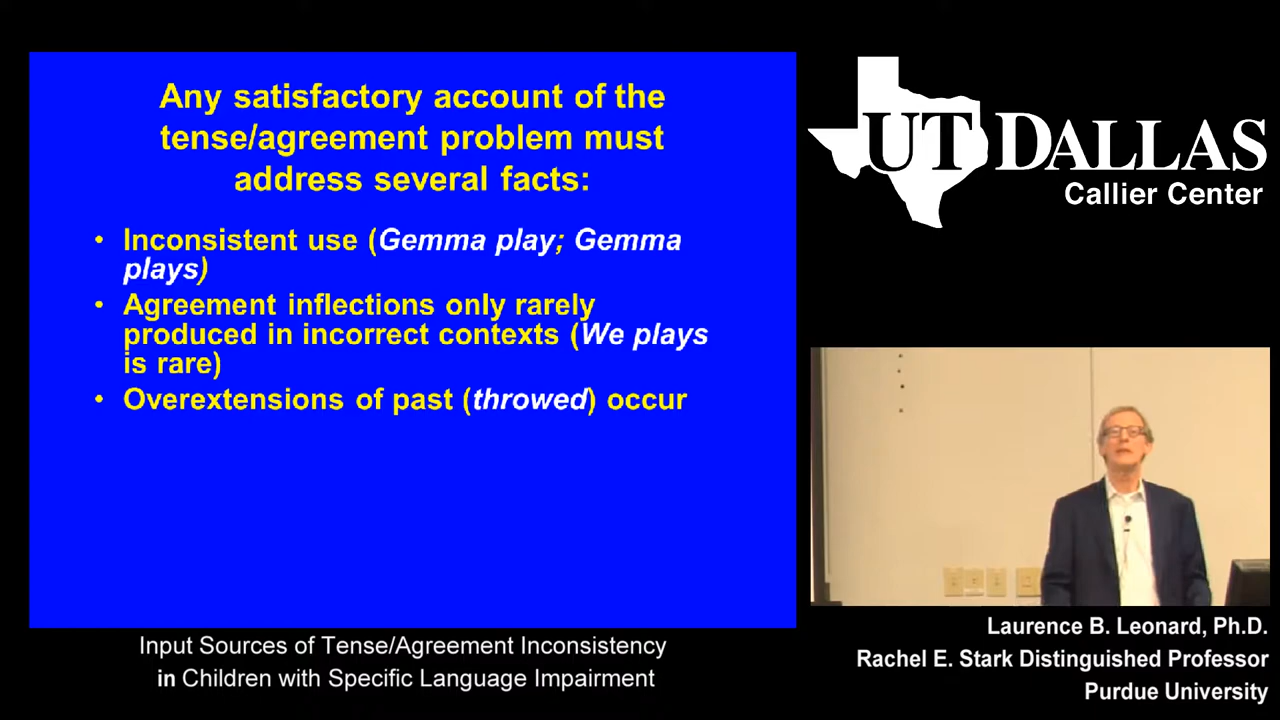 Any satisfactory account of the
tense/agreement problem must
address several facts:
• Inconsistent use (Gemma play; Gemma
plays)
• Agreement inflections only rarely
produced in incorrect contexts (We plays
is rare)
• Overextensions of past (throwed) occur
UT DALLAS
Callier Center
Input Sources of Tense/Agreement Inconsistency
in Children with Specific Language Impairment
Laurence B. Leonard, Ph.D.
Rachel E. Stark Distinguished Professor
Purdue University